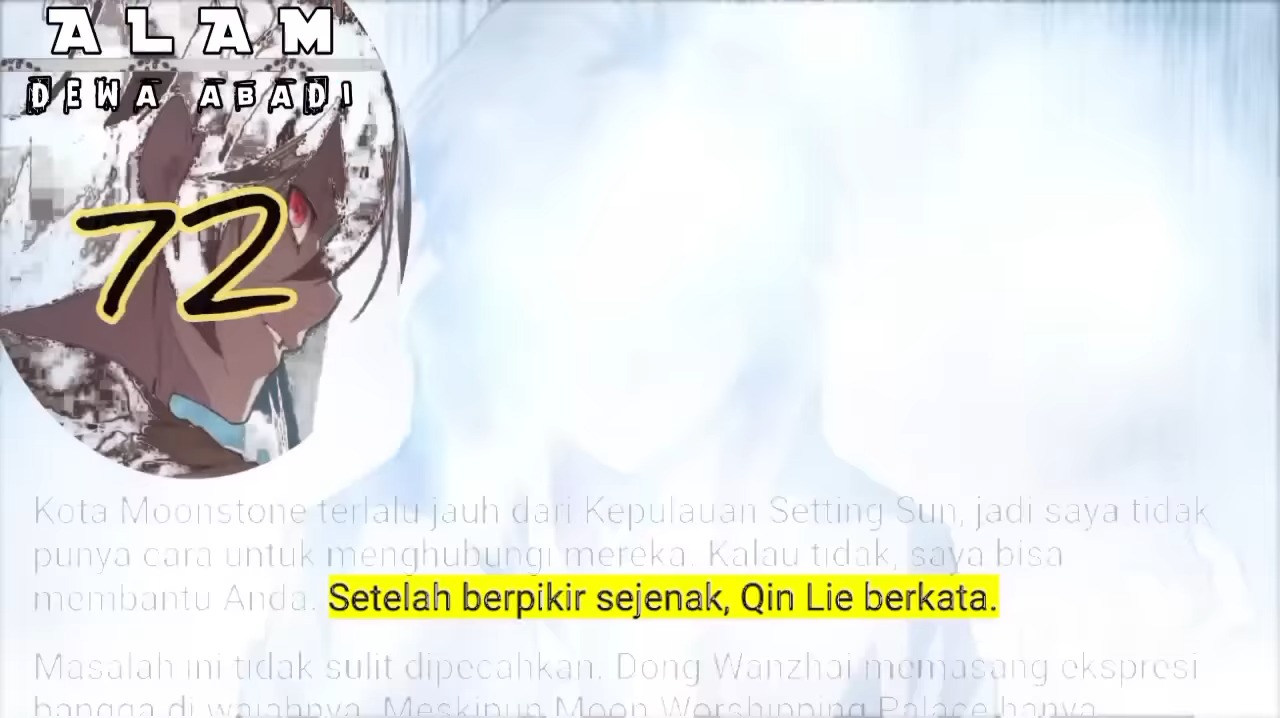 ALAM
DEWA ABADI
72
Kota Moonstone terlalu jauh dari Kepulauan Setting Sun, jadi saya tidak
punya cara untuk menghubungi mereka. Kalau tidak, saya bisa
membantu Anda. Setelah berpikir sejenak, Qin Lie berkata.
Masalah ini tidak sulit dipecahkan. Dong Wanzhai memasang ekspresi
bangga di wajahnya. Meskipun Moon Worshipping Palace hanya